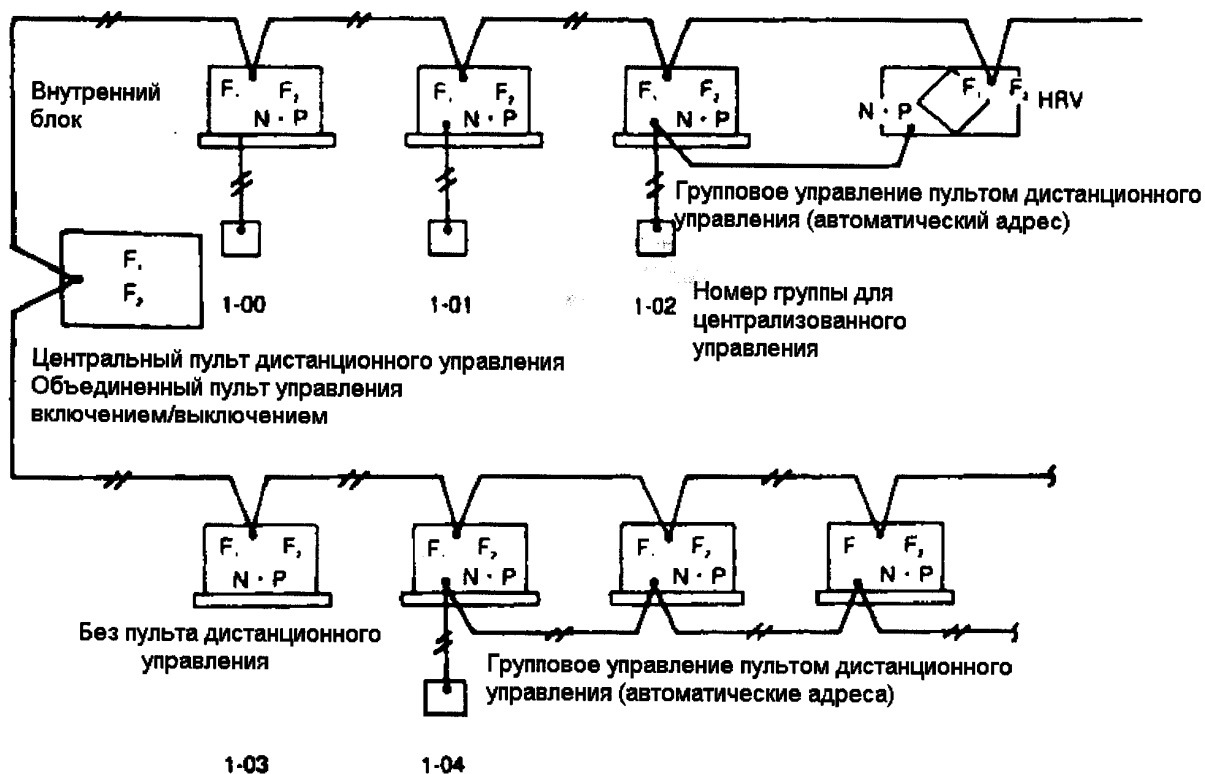 Внутренний
блок
F₁ F₂
N · P
F₁ F₂
N · P
F₁ F₂
N · P
F₁ F₂ HRV
N · P
Групповое управление пультом дистанционного
управления (автоматический адрес)
F₁
F₂
1-00
1-01
1-02
Номер группы для
централизованного
управления
Центральный пульт дистанционного управления
Объединенный пульт управления
включением/выключением
F₁ F₂
N · P
F₁ F₂
N · P
F₁ F₂
N · P
F F₂
N · P
Без пульта дистанционного
управления
Групповое управление пультом дистанционного
управления (автоматические адреса)
1-03
1-04